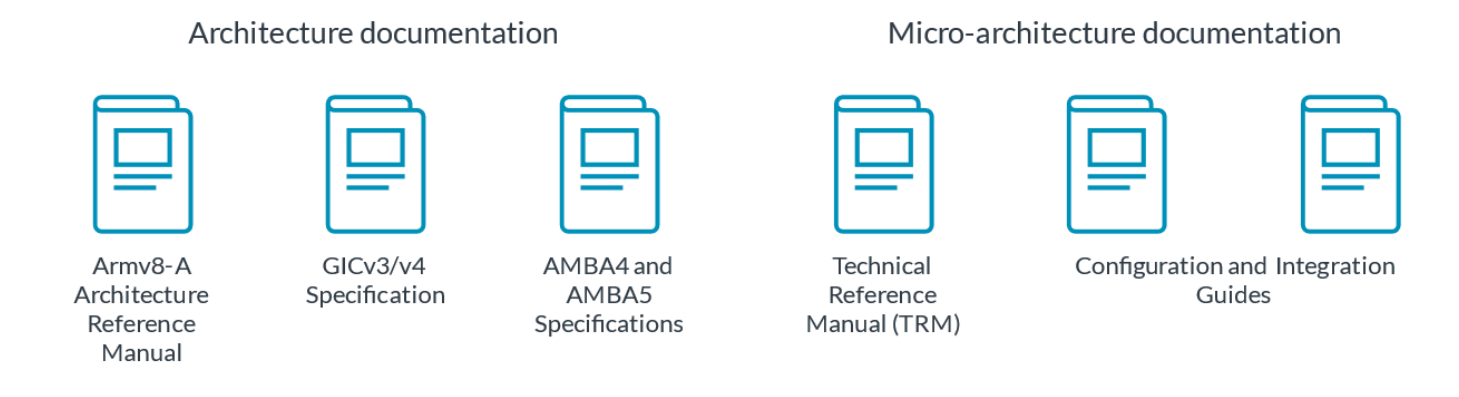 Architecture documentation
Micro-architecture documentation
Armv8-A
Architecture
Reference
Manual
GICv3/v4
Specification
AMBA4 and
AMBA5
Specifications
Technical
Reference
Manual (TRM)
Configuration and Integration
Guides